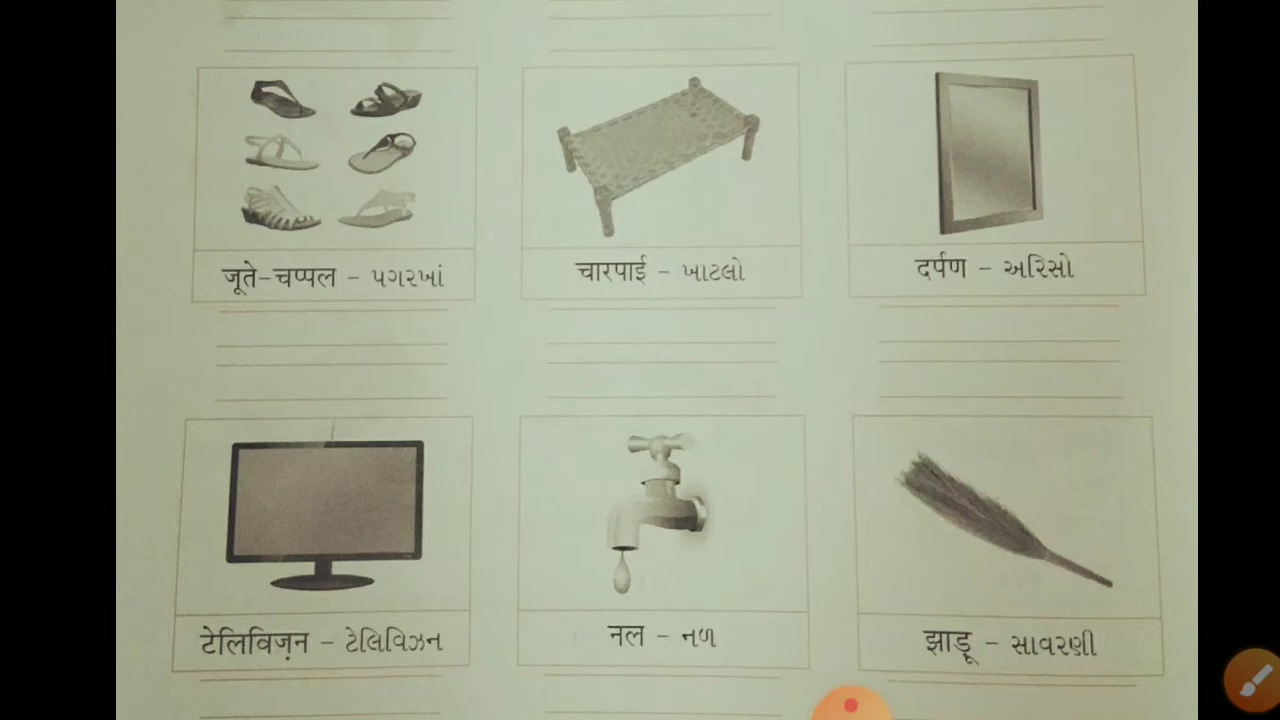 जूते-चप्पल - પગરખાં
चारपाई - ખાટલો
दर्पण - અરિસો
टेलिविज़न - ટેલિવિઝન
नल - નળ
झाड़ू - સાવરણી